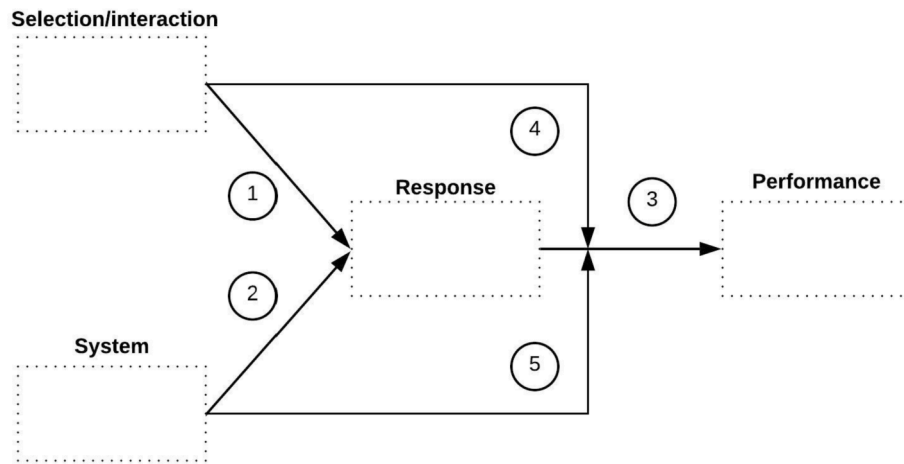 Selection/interaction
4
1
Response
3
Performance
2
System
5